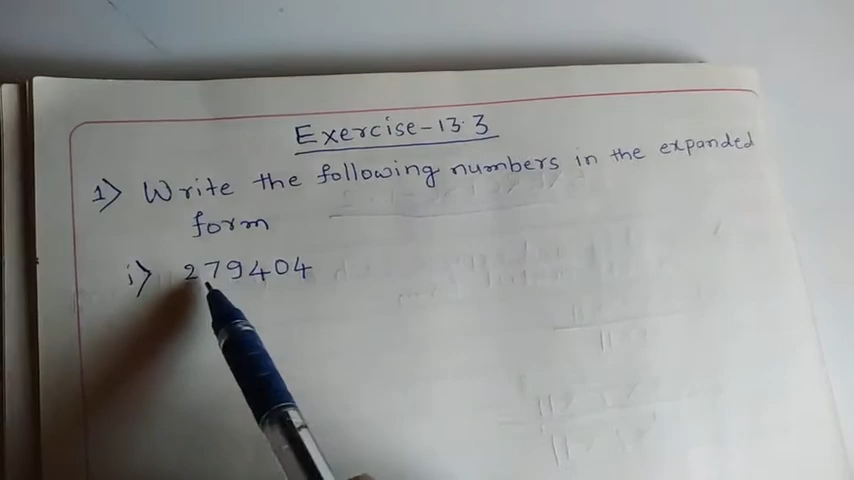 Exercise-13.3
1) Write the following numbers in the expanded
form
i) 279404